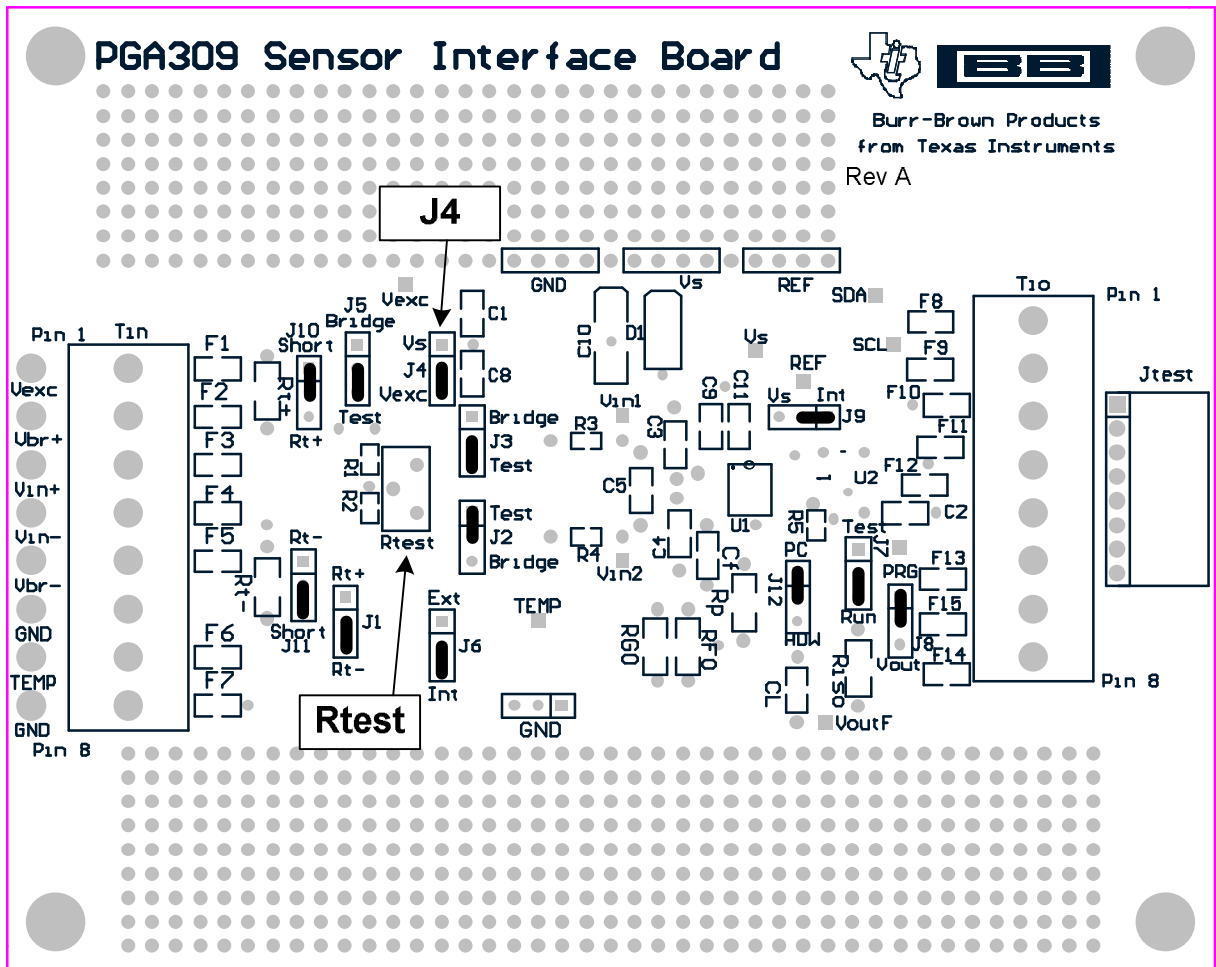 PGA309 Sensor Interface Board
BB
Burr-Brown Products
from Texas Instruments
Rev A
J4
GND
Vs
REF
Vexc
SDA
SCL
Tio
Pin 1
F8
F9
F10
F11
F12
C2
F13
F15
F14
Pin 8
Jtest
Pin 1
Tin
F1
F2
F3
F4
F5
F6
F7
Vexc
Vbr+
Vin+
Vin-
Vbr-
GND
TEMP
GND
Pin 8
J10
Short
Rt+
Rt+
J5
Bridge
Test
Vs
J4
Vexc
C1
C8
Bridge
J3
Test
Test
J2
Bridge
R1
R2
Rtest
Rt-
Rt-
Short
J11
Rt+
J1
Rt-
Ext
J6
Int
TEMP
GND
C10
D1
Vin1
R3
C3
C5
R4
Vin2
C4
C9
C11
Vs
REF
Vs
Int
J9
U1
U2
Cf
Rp
RG0
RF0
R5
PC
J12
ADW
CL
Test
J7
Run
Riso
PRG
J8
Vout
VoutF
Rtest